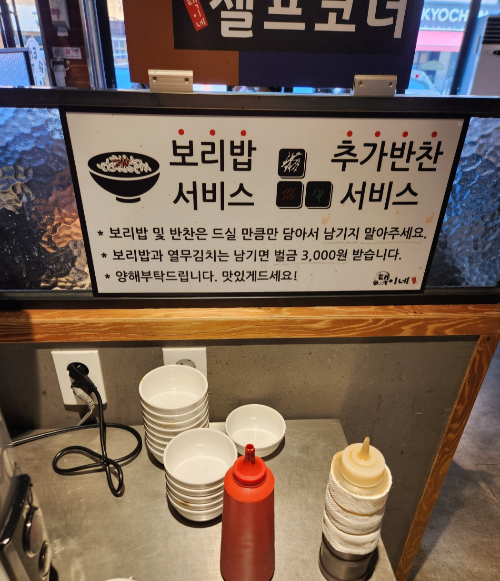 셀프코너
KYOCH
보리밥 추가반찬
서비스 서비스
* 보리밥 및 반찬은 드실 만큼만 담아서 남기지 말아주세요.
* 보리밥과 열무김치는 남기면 벌금 3,000원 받습니다.
* 양해부탁드립니다. 맛있게드세요!